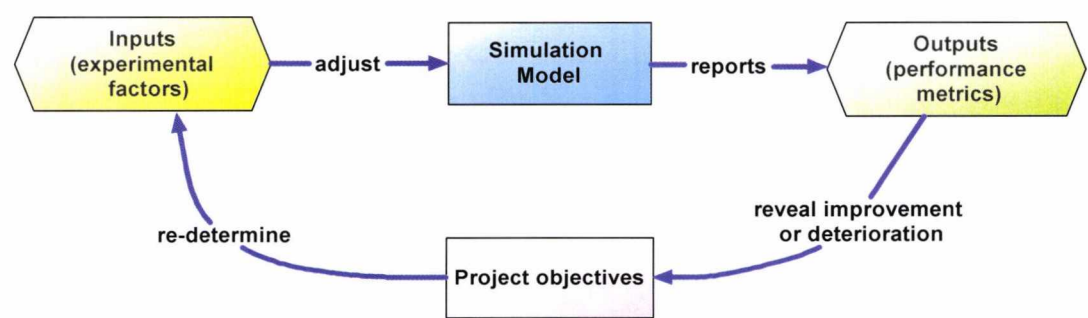 Inputs
(experimental
factors)
adjust
Simulation
Model
reports
Outputs
(performance
metrics)
reveal improvement
or deterioration
re-determine
Project objectives